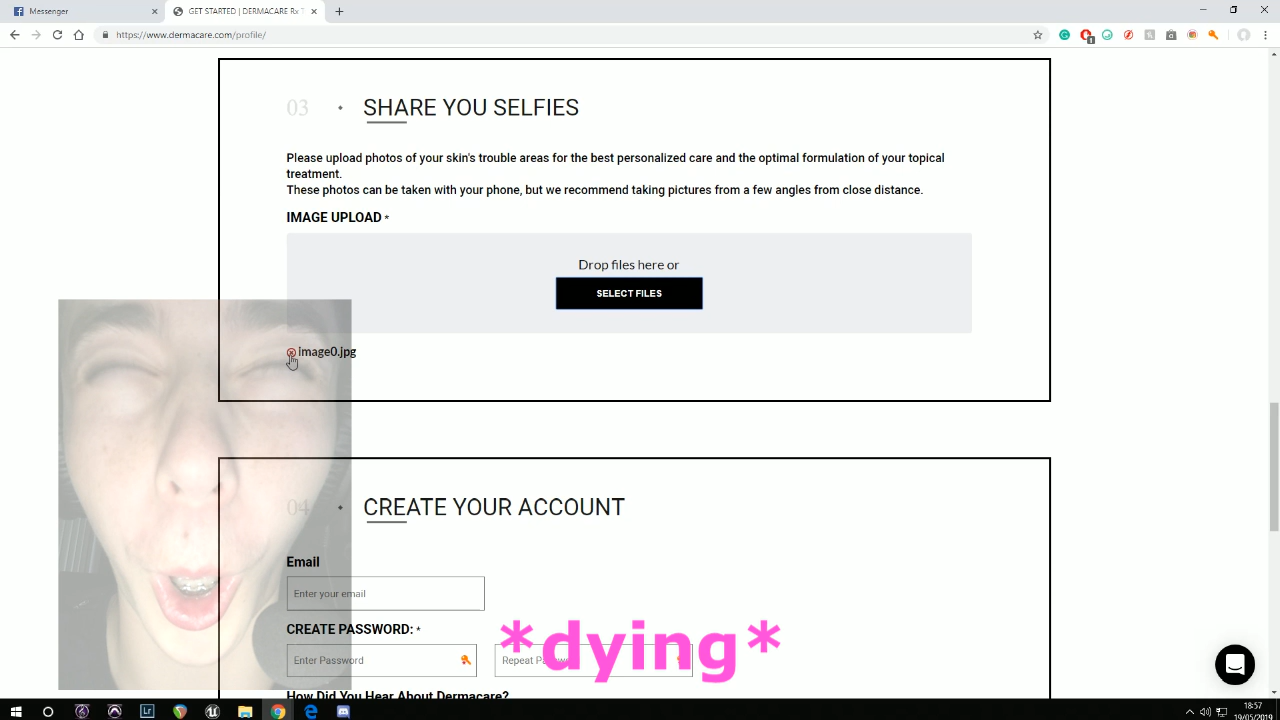 Messenger
GET STARTED | DERMACARE Rx T
https://www.dermacare.com/profile/
03 SHARE YOU SELFIES
Please upload photos of your skin's trouble areas for the best personalized care and the optimal formulation of your topical
treatment.
These photos can be taken with your phone, but we recommend taking pictures from a few angles from close distance.
IMAGE UPLOAD *
Drop files here or
SELECT FILES
image0.jpg
04 CREATE YOUR ACCOUNT
Email
Enter your email
CREATE PASSWORD: *
Enter Password
Repeat
*dying*
How Did You Hear About Dermacare?
Lr
18:57
19/05/2019